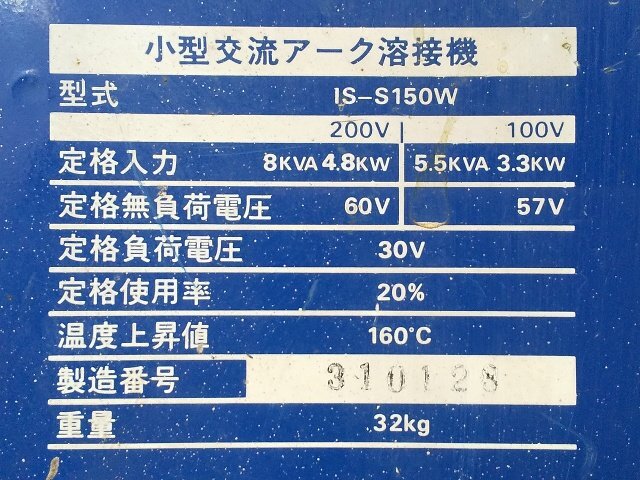 小型交流アーク溶接機
型式 IS-S150W
200V 100V
定格入力 8KVA 4.8KW 5.5KVA 3.3KW
定格無負荷電圧 60V 57V
定格負荷電圧 30V
定格使用率 20%
温度上昇値 160°C
製造番号 310128
重量 32kg